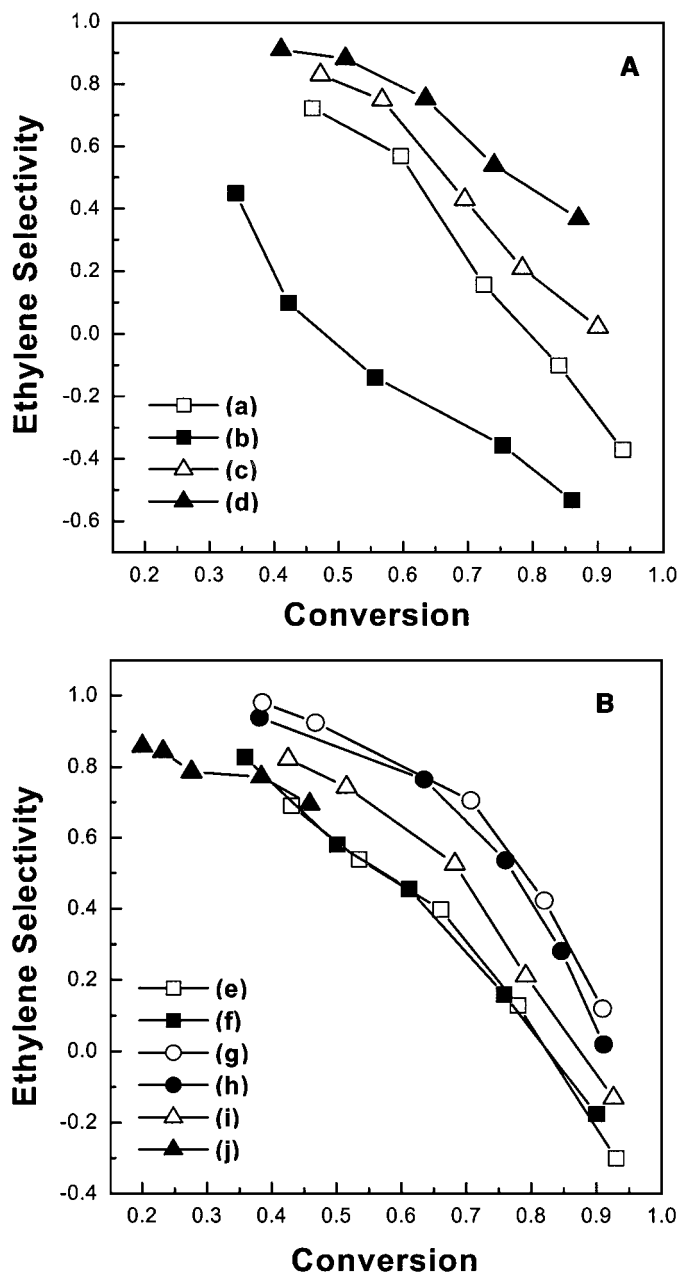 A
1.0
0.8
0.6
0.4
0.2
0.0
-0.2
-0.4
-0.6
Ethylene Selectivity
(a)
(b)
(c)
(d)
0.2 0.3 0.4 0.5 0.6 0.7 0.8 0.9 1.0
Conversion
B
1.0
0.8
0.6
0.4
0.2
0.0
-0.2
-0.4
Ethylene Selectivity
(e)
(f)
(g)
(h)
(i)
(j)
0.2 0.3 0.4 0.5 0.6 0.7 0.8 0.9 1.0
Conversion